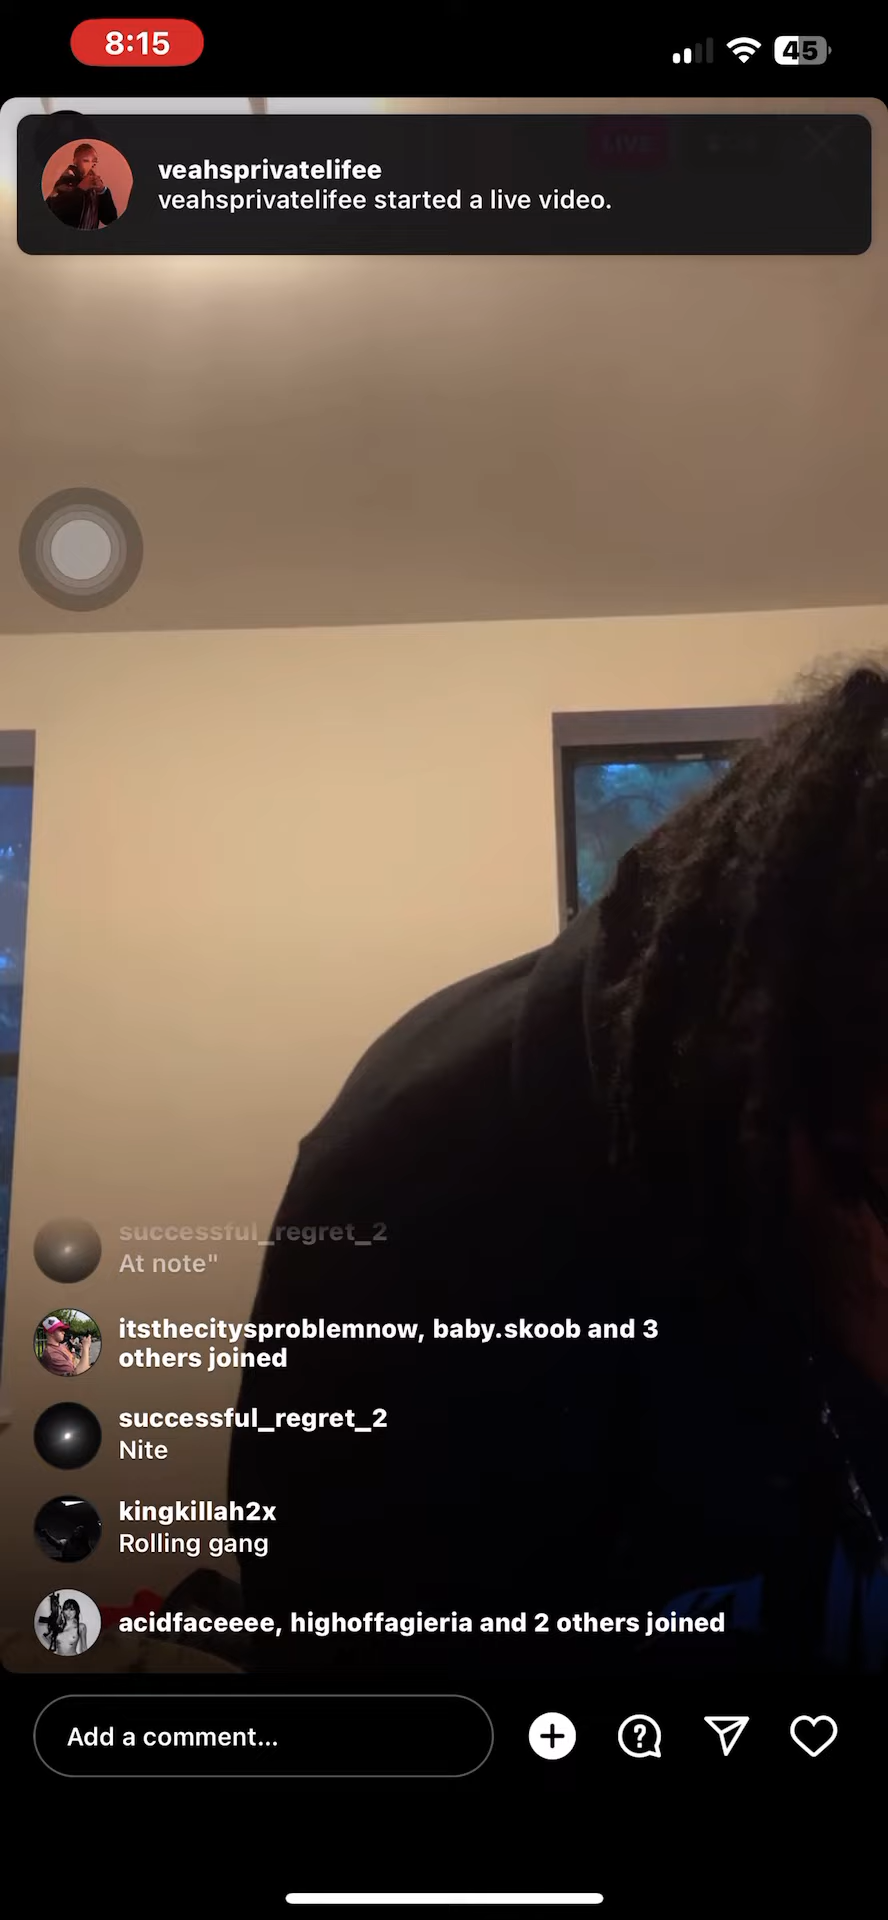 8:15
45
LIVE
veahsprivatelifee
veahsprivatelifee started a live video.
successful_regret_2
At note"
itsthecitysproblemnow, baby.skoob and 3
others joined
successful_regret_2
Nite
kingkillah2x
Rolling gang
acidfaceeee, highoffagieria and 2 others joined
Add a comment...